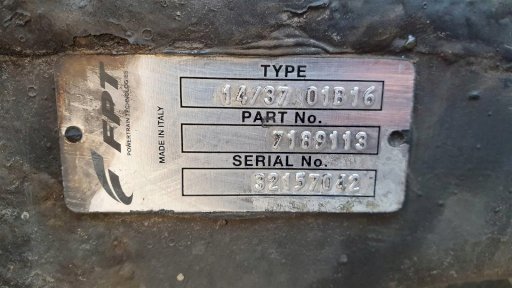 FPT
POWERTRAIN TECHNOLOGIES
MADE IN ITALY
TYPE
14/37 01B16
PART No.
7189113
SERIAL No.
32157042